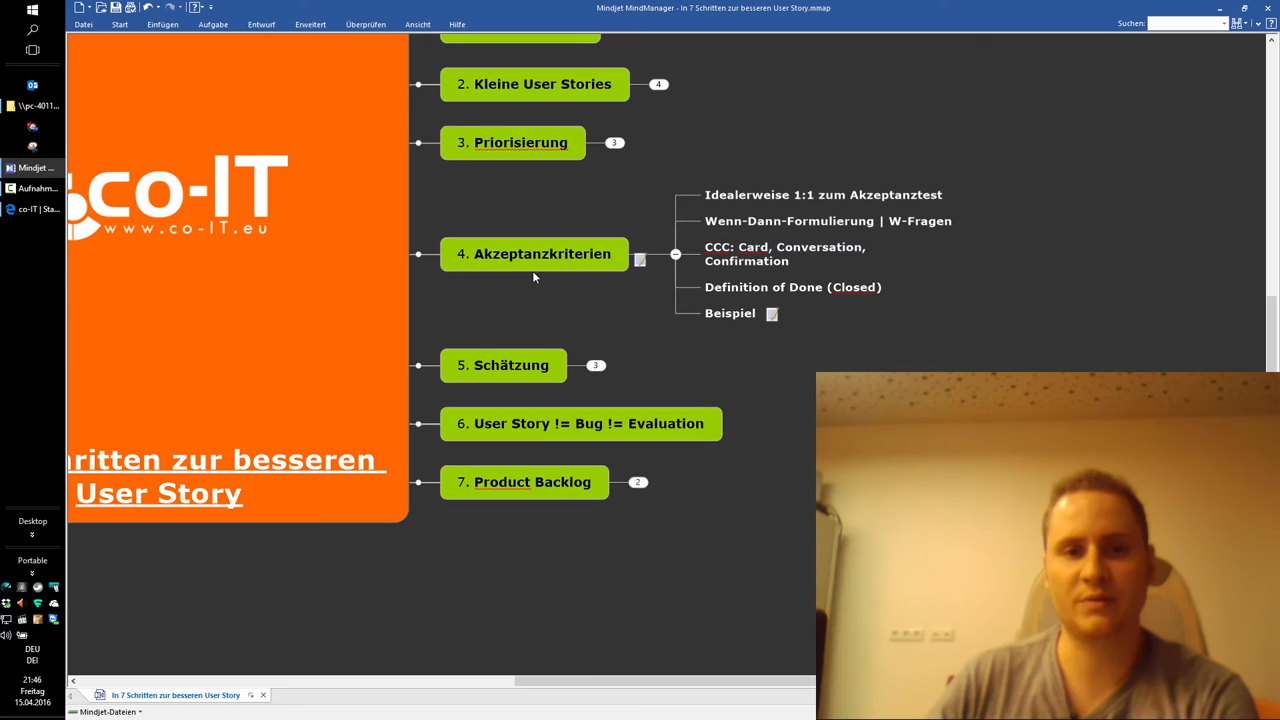 Mindjet MindManager - In 7 Schritten zur besseren User Story.mmap
Datei Start Einfügen Aufgabe Entwurf Erweitert Überprüfen Ansicht Hilfe
Suchen:
\\pc-4011...
Mindjet ...
Aufnahm...
co-IT | Sta...
2. Kleine User Stories
4
3. Priorisierung
3
4. Akzeptanzkriterien
Idealerweise 1:1 zum Akzeptanztest
Wenn-Dann-Formulierung | W-Fragen
CCC: Card, Conversation,
Confirmation
Definition of Done (Closed)
Beispiel
5. Schätzung
3
6. User Story != Bug != Evaluation
7. Product Backlog
2
co-IT
www.co-IT.eu
hritten zur besseren
User Story
Desktop
Portable
DEU
DEI
21:46
Freitag
15.04.2016
In 7 Schritten zur besseren User Story
Mindjet-Dateien